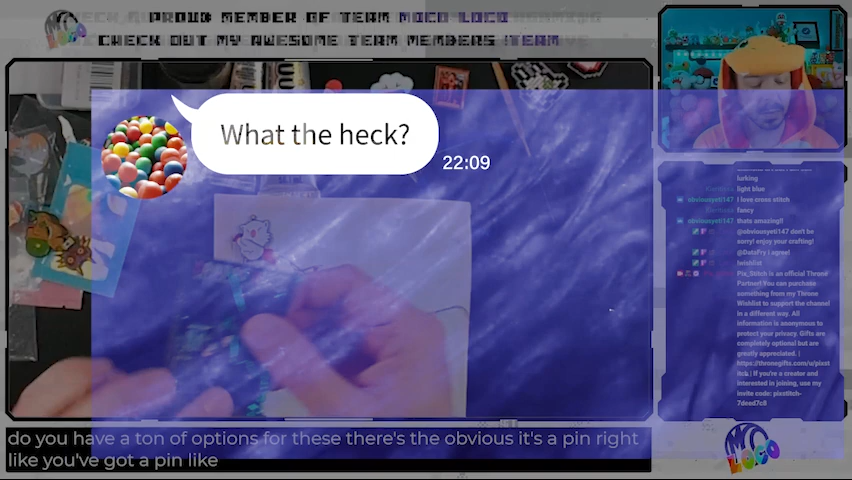 PROUD MEMBER OF TEAM MOCO LOCO
CHECK OUT MY AWESOME TEAM MEMBERS !TEAM
What the heck?
22:09
lurking
light blue
obviousyeti147 I love cross stitch
fancy
obviousyeti147 thats amazing!!
@obviousyeti147 don't be
sorry! enjoy your crafting!
@DataFry I agree!
!wishlist
Pix_Stitch is an official Throne
Partner! You can purchase
something from my Throne
Wishlist to support the channel
in a different way. All
information is anonymous to
protect your privacy. Gifts are
completely optional but are
greatly appreciated. |
https://thronegifts.com/u/pixst
itch | If you're a creator and
interested in joining, use my
invite code: pixstitch-
7deed7c8
do you have a ton of options for these there's the obvious it's a pin right
like you've got a pin like
LOCO